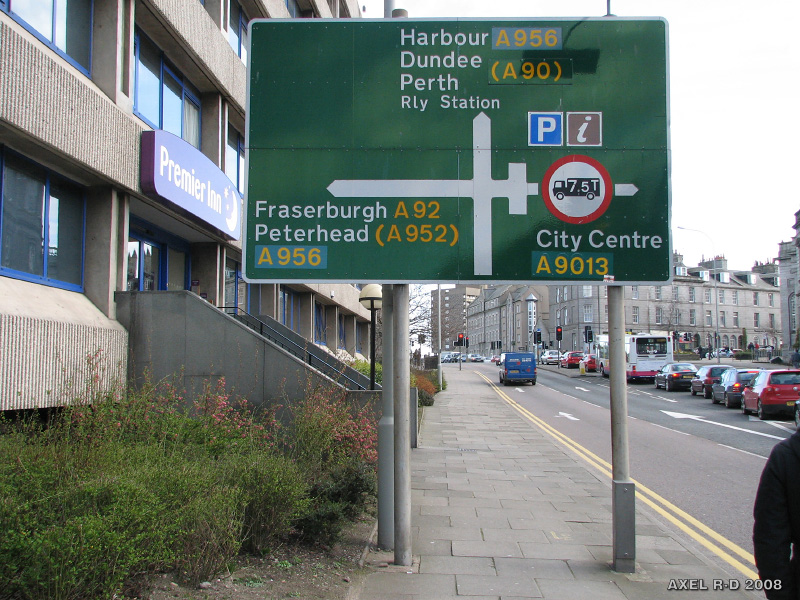 Harbour A956
Dundee (A90)
Perth
Rly Station
P i
7.5T
Fraserburgh A92
Peterhead (A952)
A956
City Centre
A9013
Premier Inn
AXEL R-D 2008